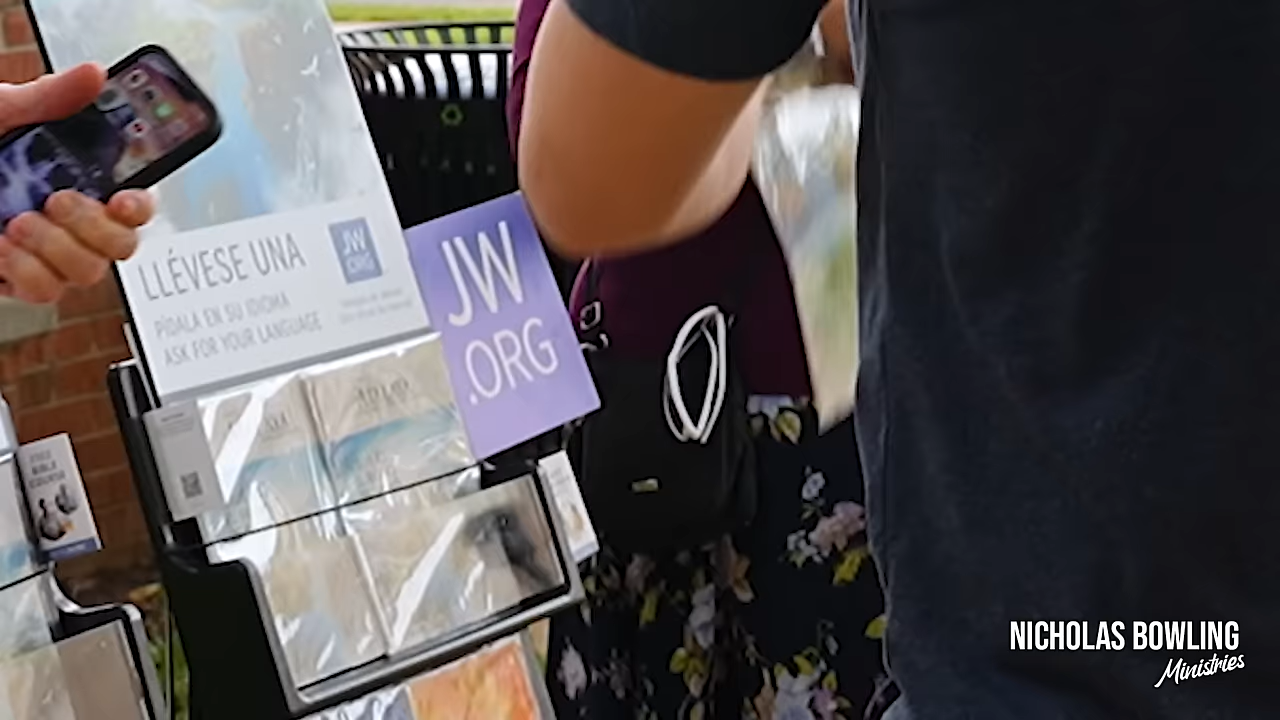 LLÉVESE UNA
JW
ORG
PÍDALA EN SU IDIOMA
ASK FOR YOUR LANGUAGE
JW
.ORG
NICHOLAS BOWLING
Ministries